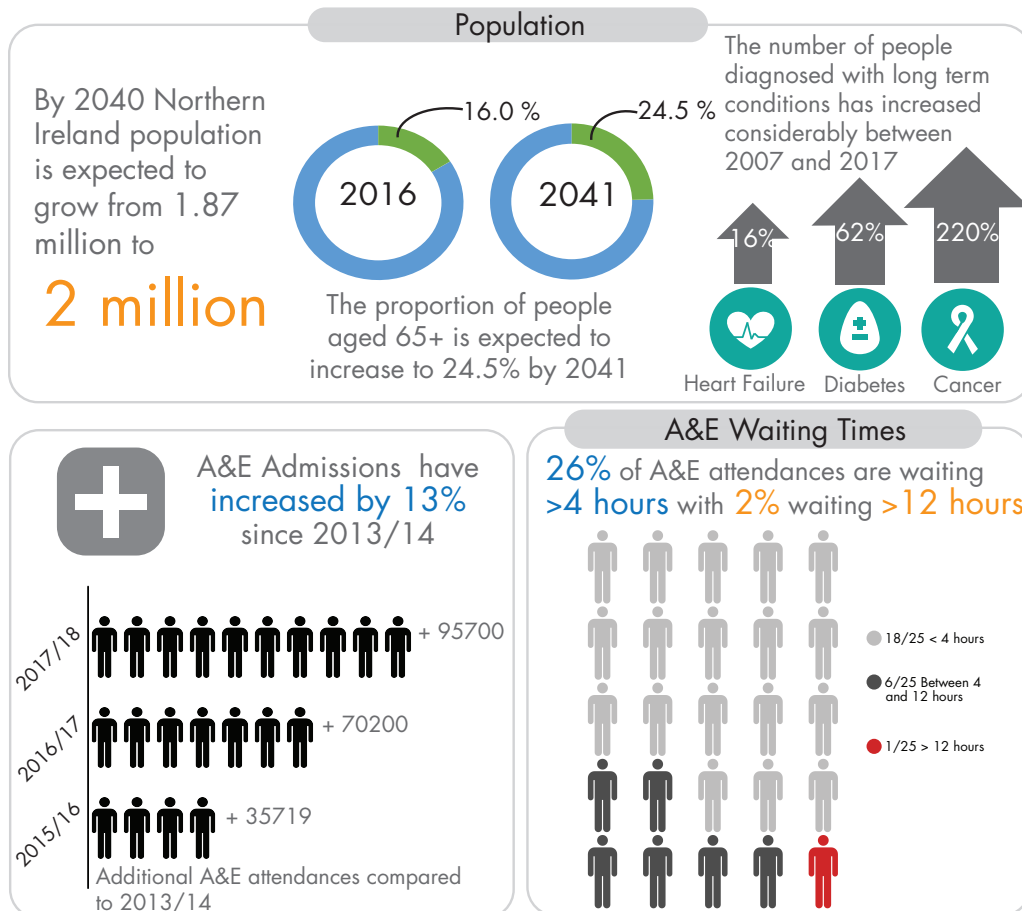 Population
By 2040 Northern
Ireland population
is expected to
grow from 1.87
million to
2 million
16.0 %
2016
24.5 %
2041
The proportion of people
aged 65+ is expected to
increase to 24.5% by 2041
The number of people
diagnosed with long term
conditions has increased
considerably between
2007 and 2017
16%
62%
220%
Heart Failure
Diabetes
Cancer
A&E Admissions have
increased by 13%
since 2013/14
2017/18
+ 95700
2016/17
+ 70200
2015/16
+ 35719
Additional A&E attendances compared
to 2013/14
A&E Waiting Times
26% of A&E attendances are waiting
>4 hours with 2% waiting >12 hours
18/25 < 4 hours
6/25 Between 4
and 12 hours
1/25 > 12 hours